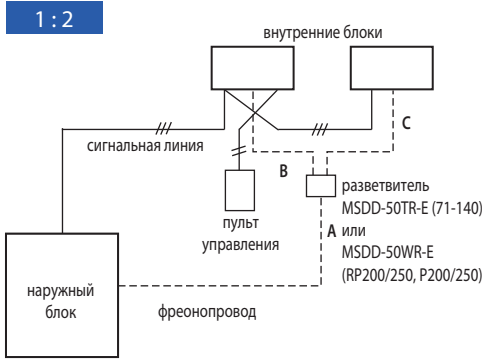 1 : 2
внутренние блоки
C
сигнальная линия
B
разветвитель
MSDD-50TR-E (71-140)
A или
MSDD-50WR-E
(RP200/250, P200/250)
пульт
управления
наружный
блок
фреонопровод